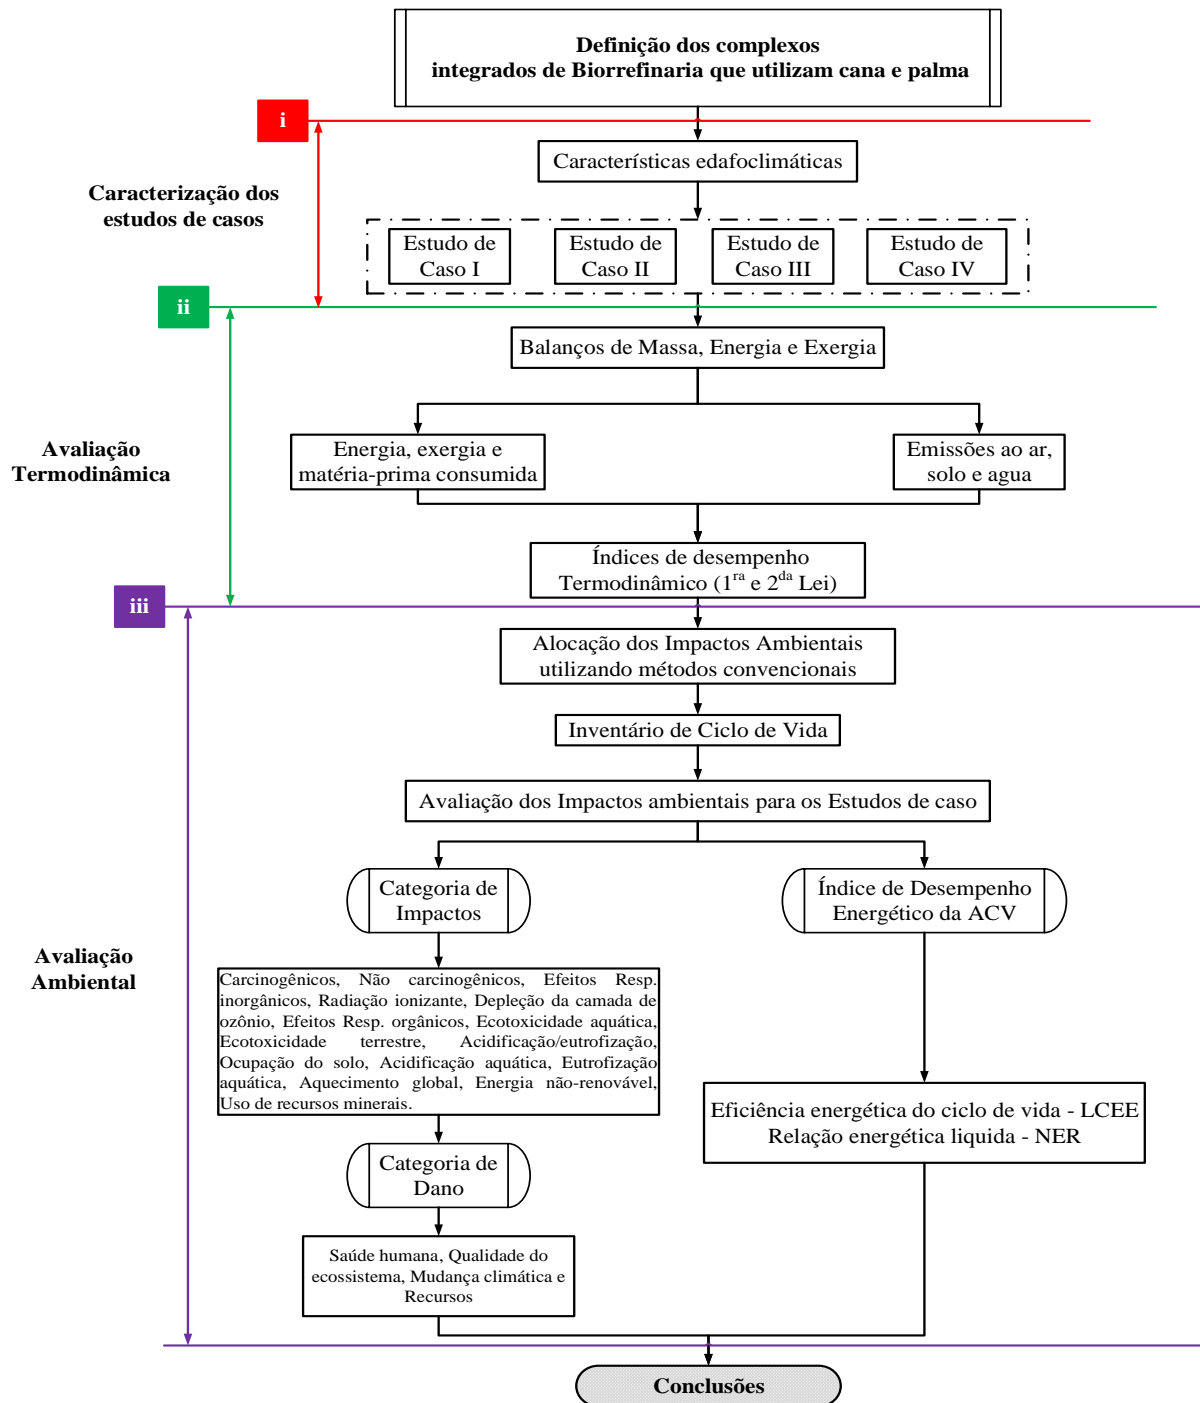 Definição dos complexos
integrados de Biorrefinaria que utilizam cana e palma
i
Características edafoclimáticas
Caracterização dos
estudos de casos
Estudo de
Caso I
Estudo de
Caso II
Estudo de
Caso III
Estudo de
Caso IV
ii
Balanços de Massa, Energia e Exergia
Avaliação
Termodinâmica
Energia, exergia e
matéria-prima consumida
Emissões ao ar,
solo e agua
Índices de desempenho
Termodinâmico (1ra e 2da Lei)
iii
Alocação dos Impactos Ambientais
utilizando métodos convencionais
Inventário de Ciclo de Vida
Avaliação dos Impactos ambientais para os Estudos de caso
Categoria de
Impactos
Índice de Desempenho
Energético da ACV
Avaliação
Ambiental
Carcinogênicos, Não carcinogênicos, Efeitos Resp.
inorgânicos, Radiação ionizante, Depleção da camada de
ozônio, Efeitos Resp. orgânicos, Ecotoxicidade aquática,
Ecotoxicidade terrestre, Acidificação/eutrofização,
Ocupação do solo, Acidificação aquática, Eutrofização
aquática, Aquecimento global, Energia não-renovável,
Uso de recursos minerais.
Eficiência energética do ciclo de vida - LCEE
Relação energética liquida - NER
Categoria de
Dano
Saúde humana, Qualidade do
ecossistema, Mudança climática e
Recursos
Conclusões